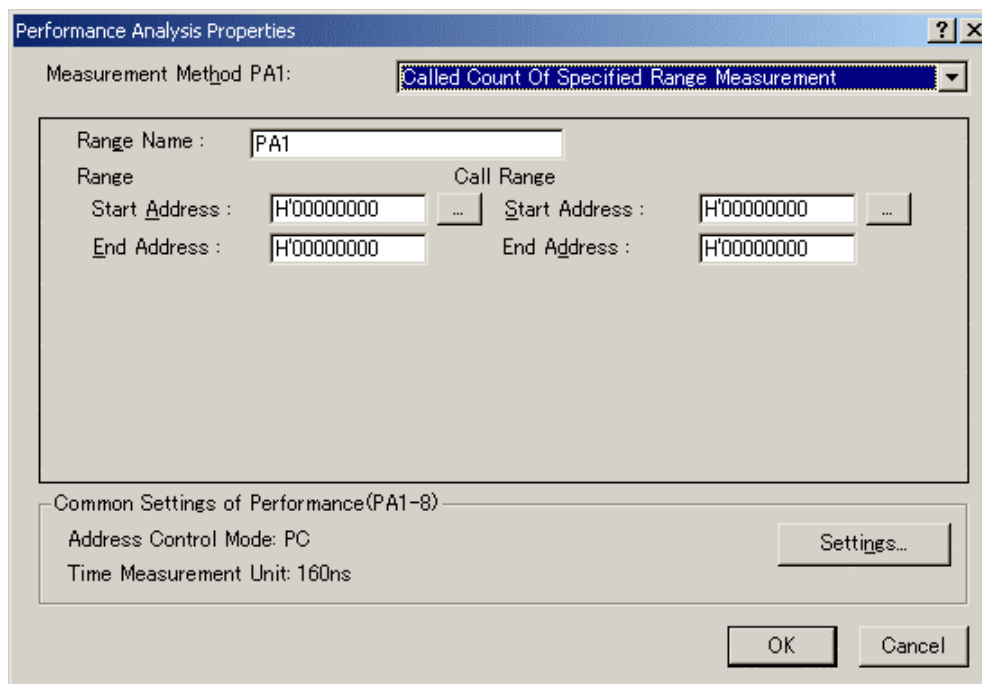 Performance Analysis Properties
Measurement Method PA1: Called Count Of Specified Range Measurement
Range Name : PA1
Range Call Range
Start Address : H'00000000 ... Start Address : H'00000000 ...
End Address : H'00000000 End Address : H'00000000
Common Settings of Performance(PA1-8)
Address Control Mode: PC
Settings...
Time Measurement Unit: 160ns
OK Cancel